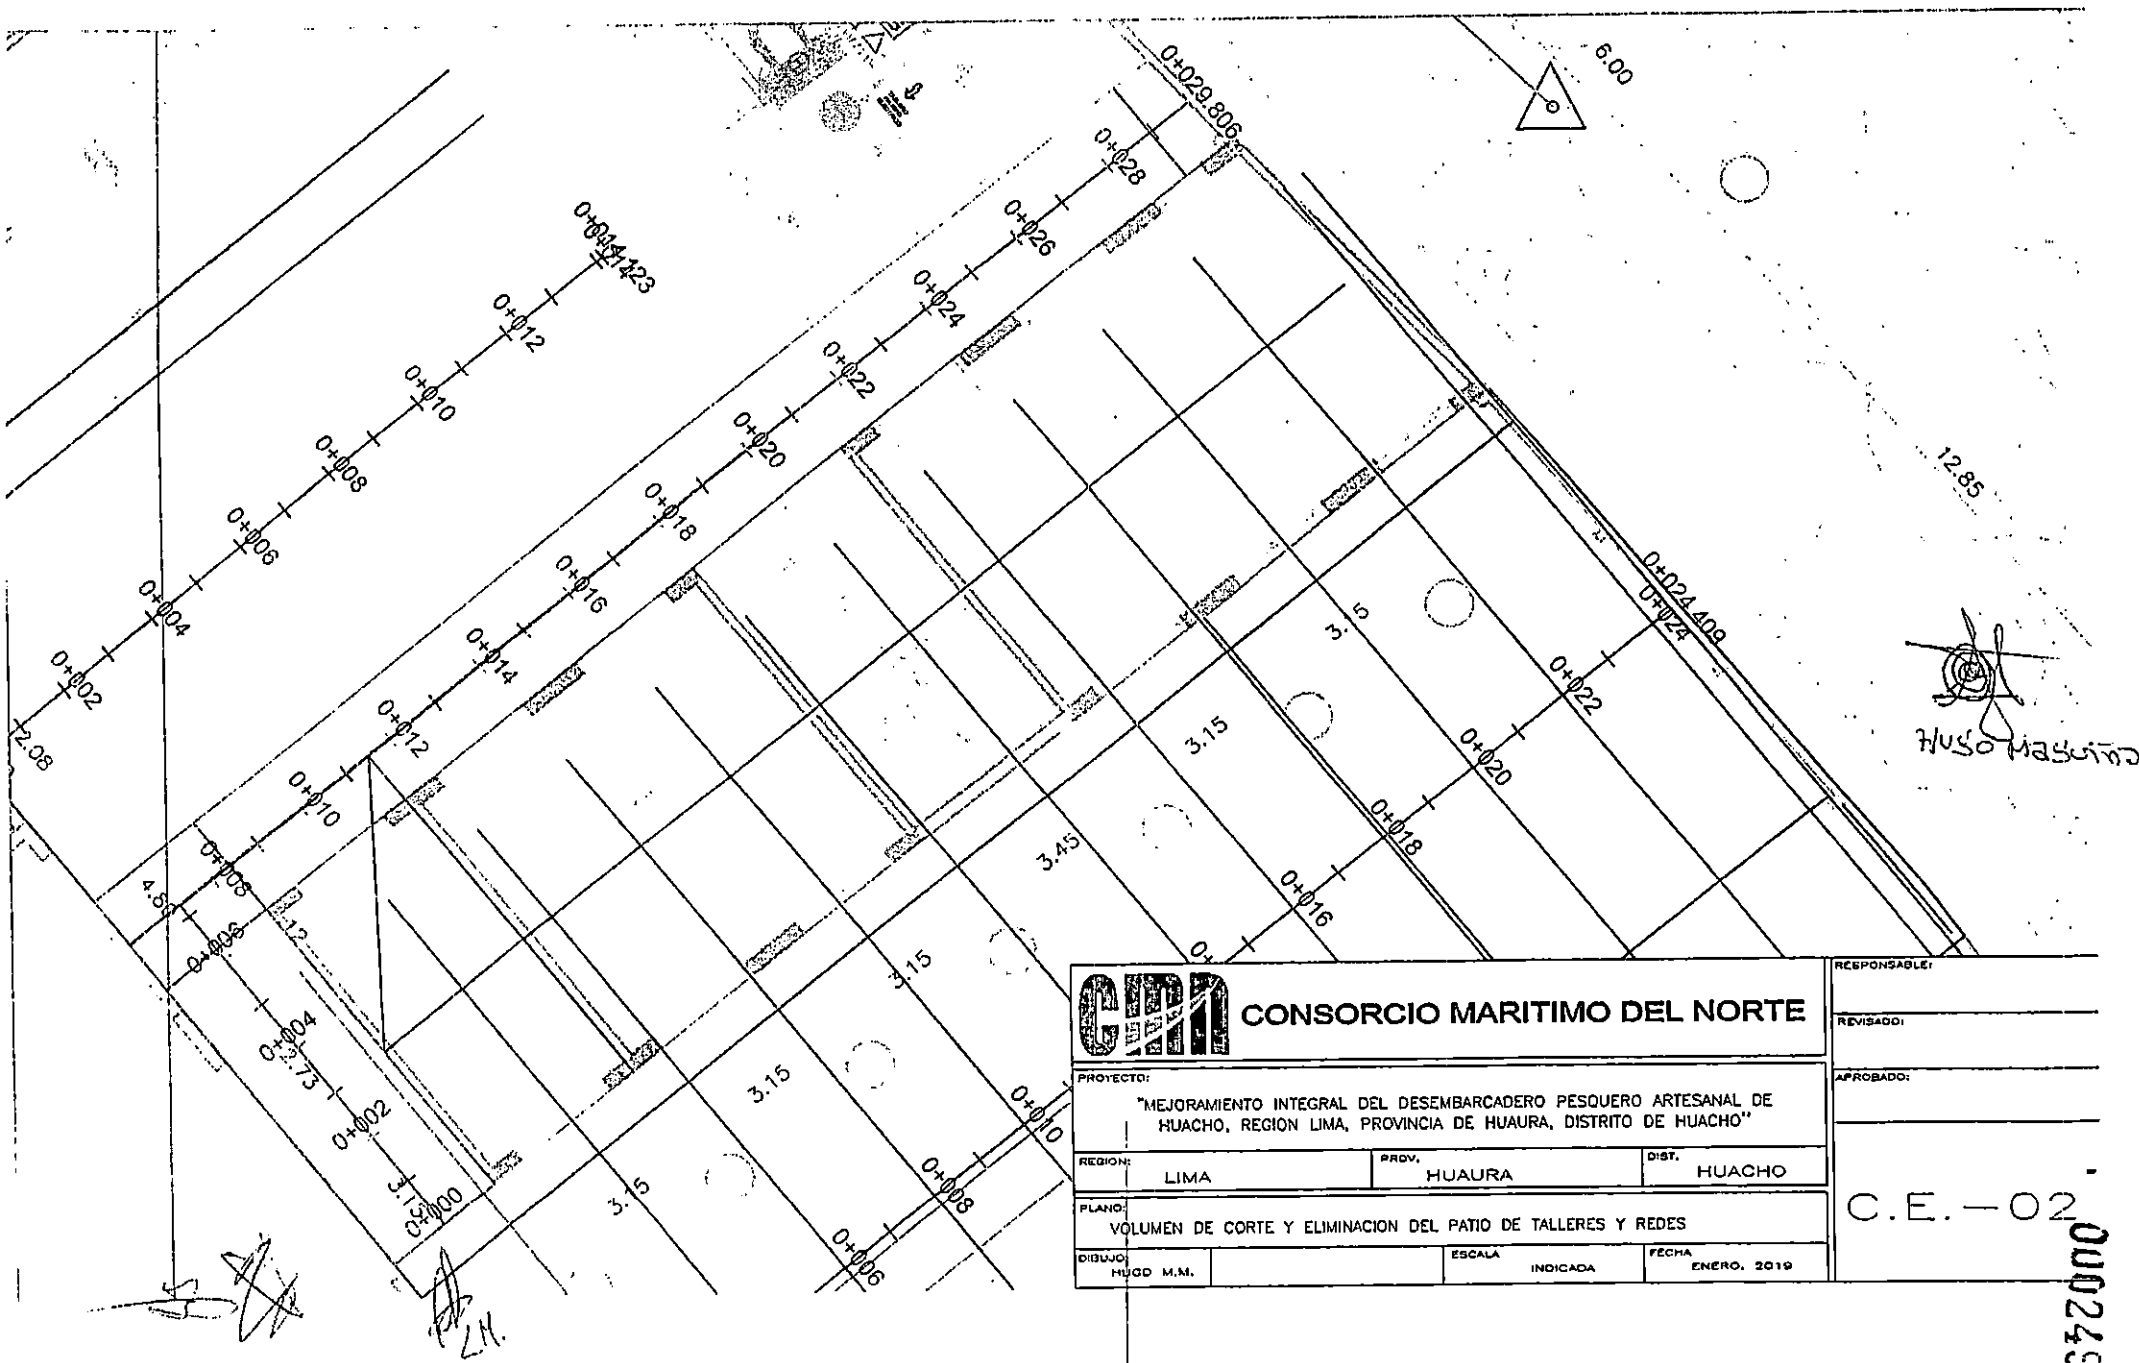 0+029.806
6.00
0+028
0+026
0+024
0+022
0+020
0+018
0+016
0+014
0+012
0+010
0+008
0+006
0+004
0+002
0+000
0+012
0+010
0+008
0+006
0+004
0+002
2.08
12.85
0+024.409
0+024
0+022
0+020
0+018
0+016
0+010
0+008
0+006
3.15
3.45
3.15
3.15
3.15
2.73
3.15
CMN
CONSORCIO MARITIMO DEL NORTE
RESPONSABLE:
REVISADO:
APROBADO:
PROYECTO:
"MEJORAMIENTO INTEGRAL DEL DESEMBARCADERO PESQUERO ARTESANAL DE
HUACHO, REGION LIMA, PROVINCIA DE HUAURA, DISTRITO DE HUACHO"
REGION: LIMA
PROV. HUAURA
DIST. HUACHO
PLANO:
VOLUMEN DE CORTE Y ELIMINACION DEL PATIO DE TALLERES Y REDES
C.E.-02
DIBUJO: HUGO M.M.
ESCALA INDICADA
FECHA ENERO, 2019